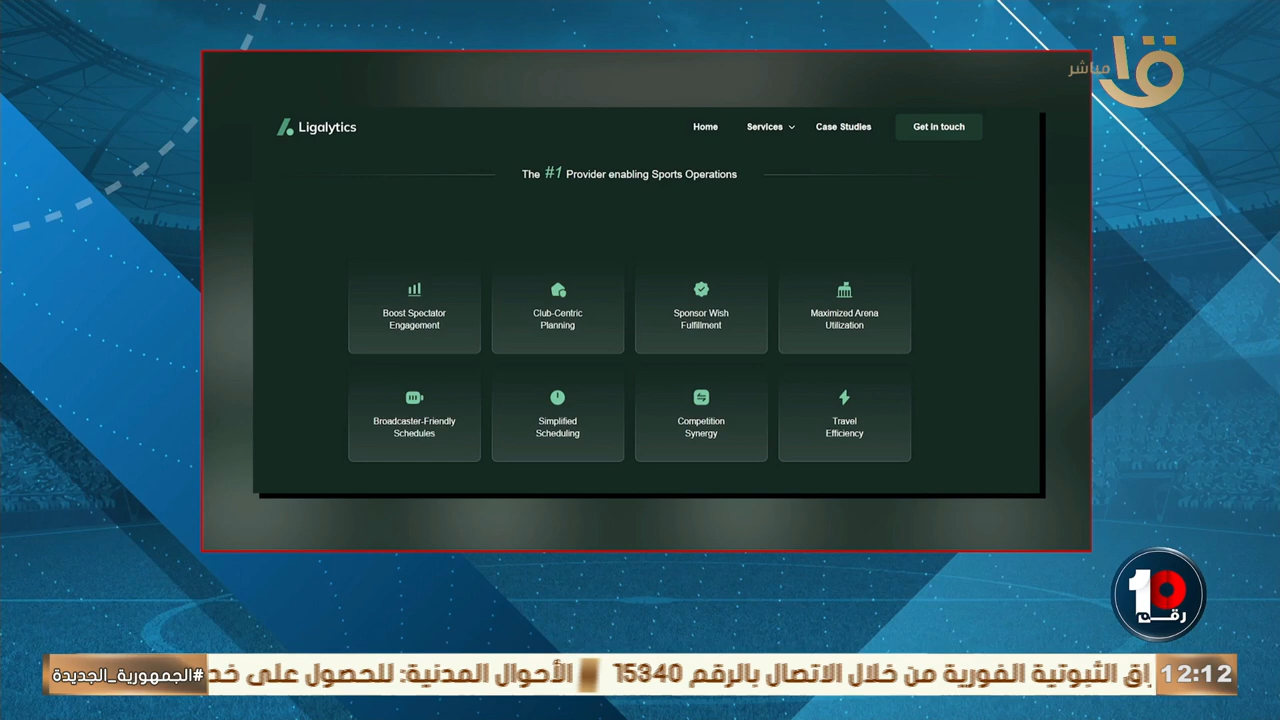 مباشر
Ligalytics
Home
Services
Case Studies
Get in touch
The #1 Provider enabling Sports Operations
Boost Spectator
Engagement
Club-Centric
Planning
Sponsor Wish
Fulfillment
Maximized Arena
Utilization
Broadcaster-Friendly
Schedules
Simplified
Scheduling
Competition
Synergy
Travel
Efficiency
10
12:12
اق الثبوتية الفورية من خلال الاتصال بالرقم 15340
الأحوال المدنية: للحصول على خد
#الجمهورية_الجديدة